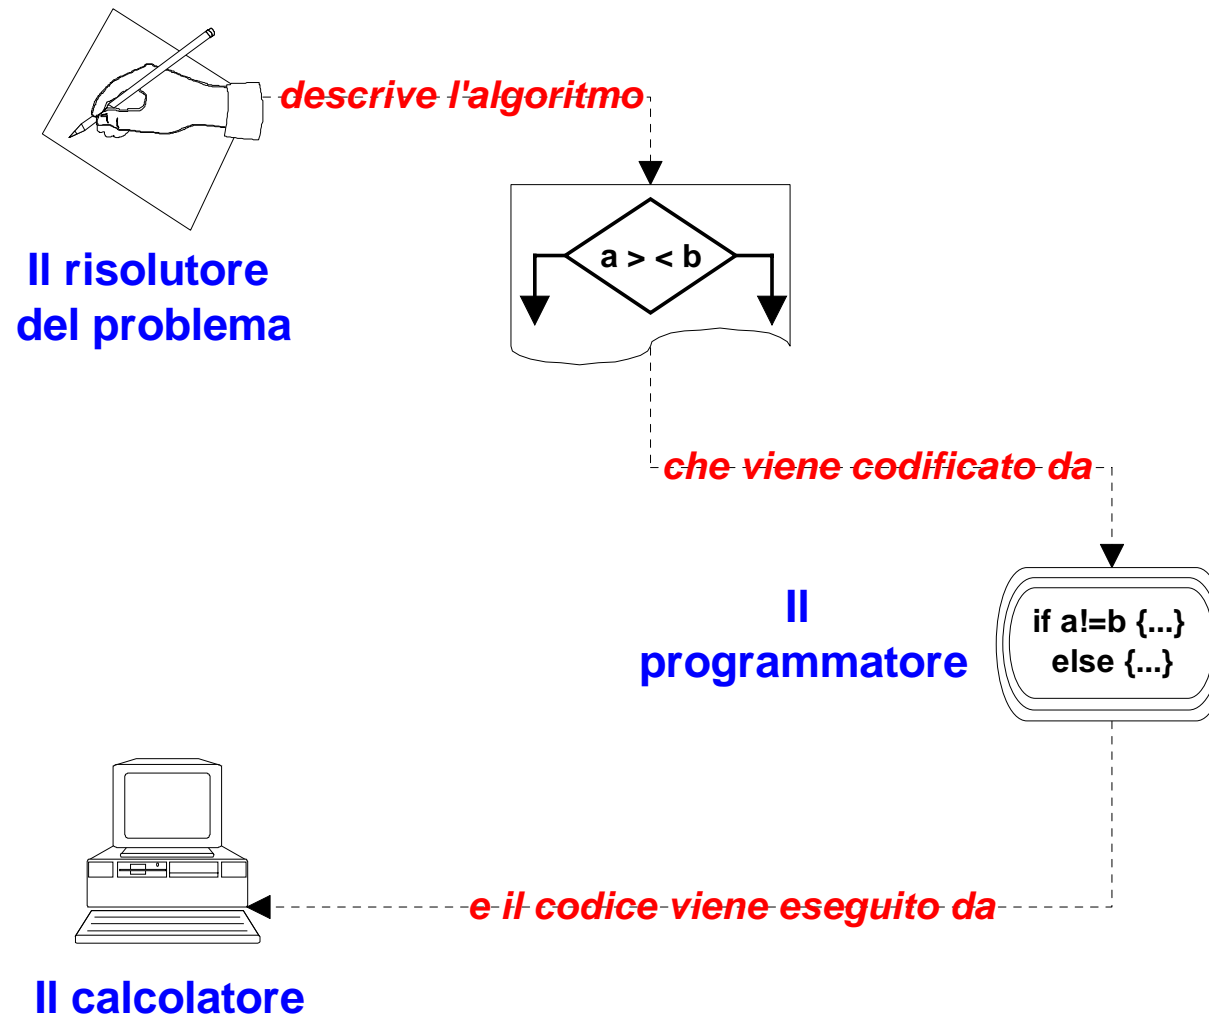 descrive l'algoritmo
a > < b
Il risolutore
del problema
che viene codificato da
Il
programmatore
if a!=b {...}
else {...}
e il codice viene eseguito da
Il calcolatore